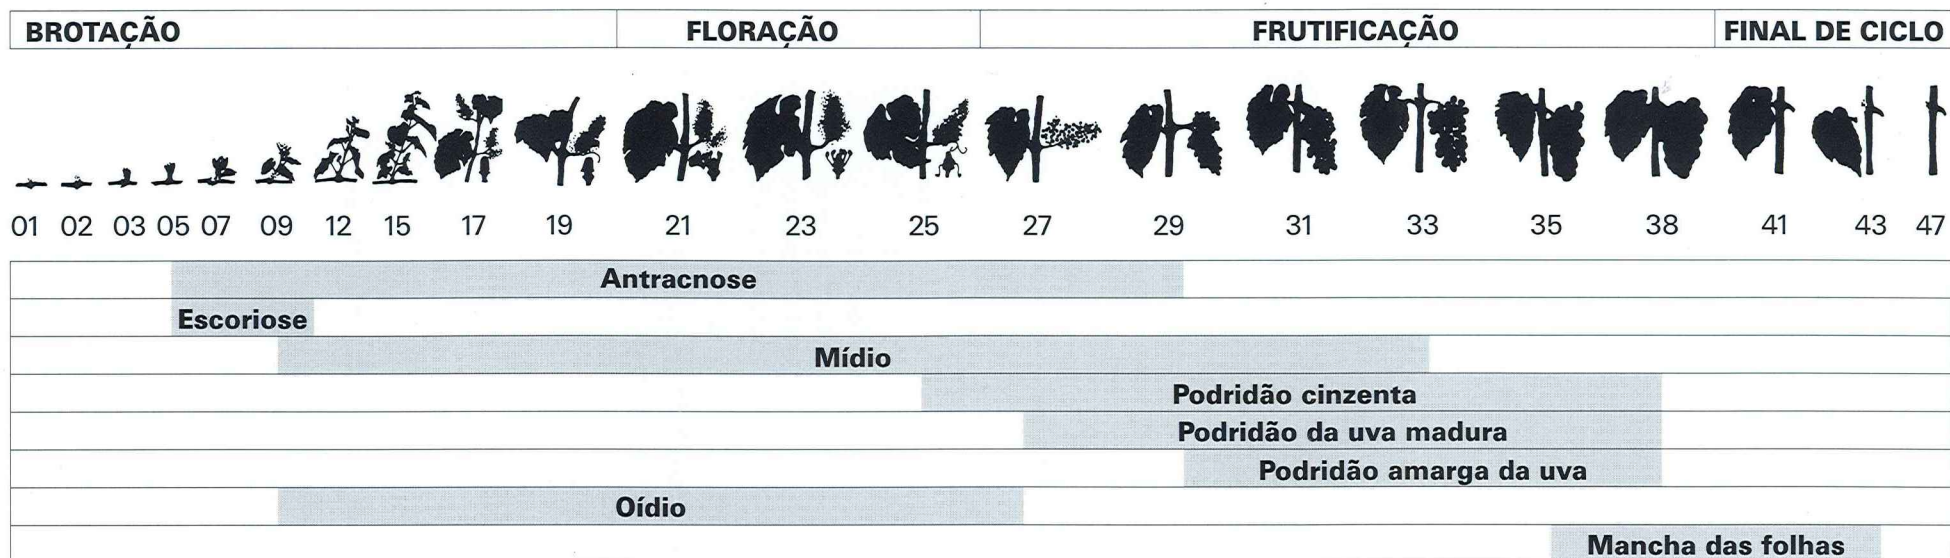 BROTAÇÃO FLORAÇÃO FRUTIFICAÇÃO FINAL DE CICLO
01 02 03 05 07 09 12 15 17 19 21 23 25 27 29 31 33 35 38 41 43 47
Antracnose
Escoriose
Mídio
Podridão cinzenta
Podridão da uva madura
Podridão amarga da uva
Oídio
Mancha das folhas